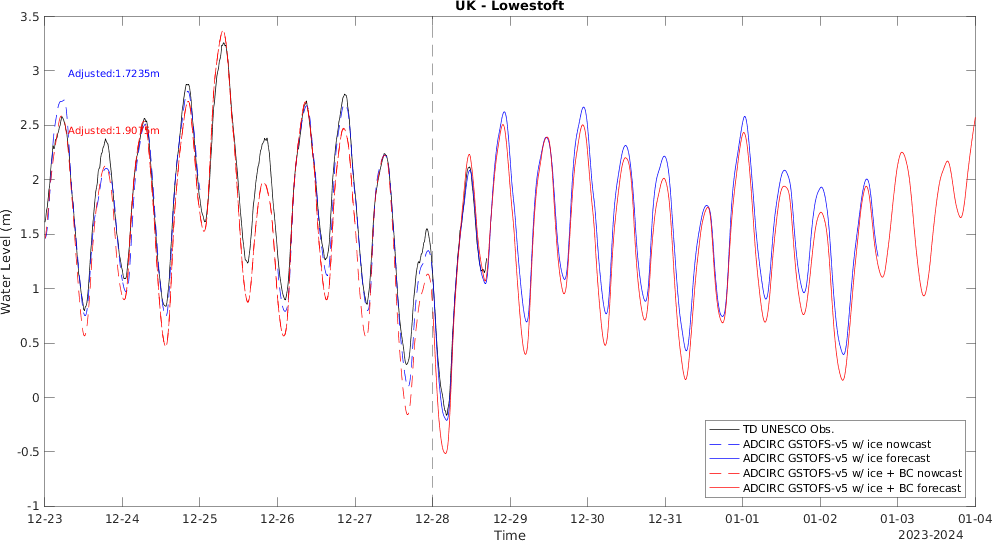 UK - Lowestoft
3.5
3
2.5
2
1.5
1
0.5
0
-0.5
-1
Water Level (m)
Adjusted:1.7235m
Adjusted:1.9015m
TD UNESCO Obs.
ADCIRC GSTOFS-v5 w/ ice nowcast
ADCIRC GSTOFS-v5 w/ ice forecast
ADCIRC GSTOFS-v5 w/ ice + BC nowcast
ADCIRC GSTOFS-v5 w/ ice + BC forecast
12-23 12-24 12-25 12-26 12-27 12-28 12-29 12-30 12-31 01-01 01-02 01-03 01-04
Time
2023-2024